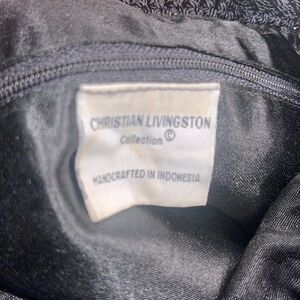 CHRISTIAN LIVINGSTON
Collection ©
HANDCRAFTED IN INDONESIA